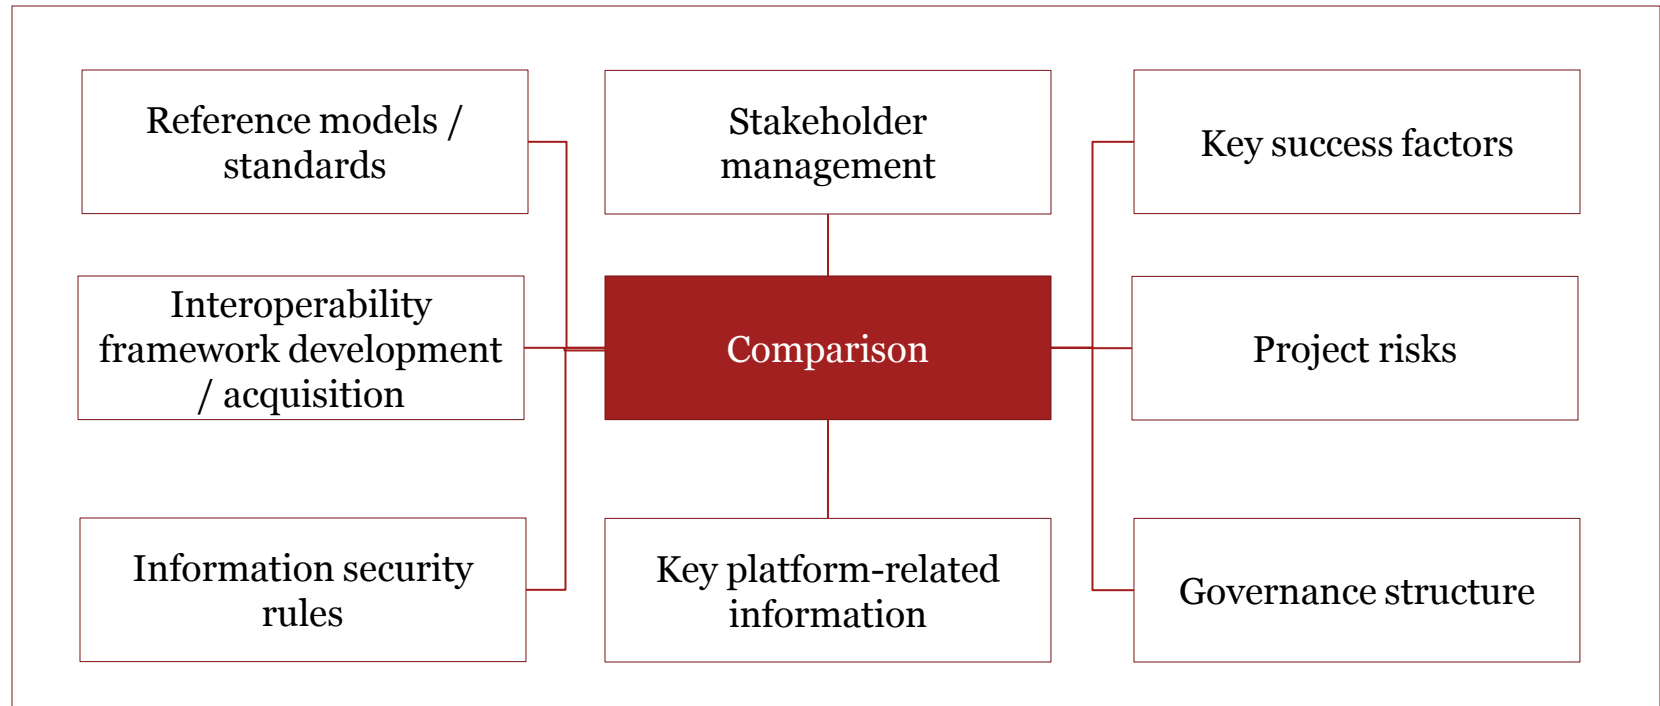 Reference models /
standards
Stakeholder
management
Key success factors
Interoperability
framework development
/ acquisition
Comparison
Project risks
Information security
rules
Key platform-related
information
Governance structure